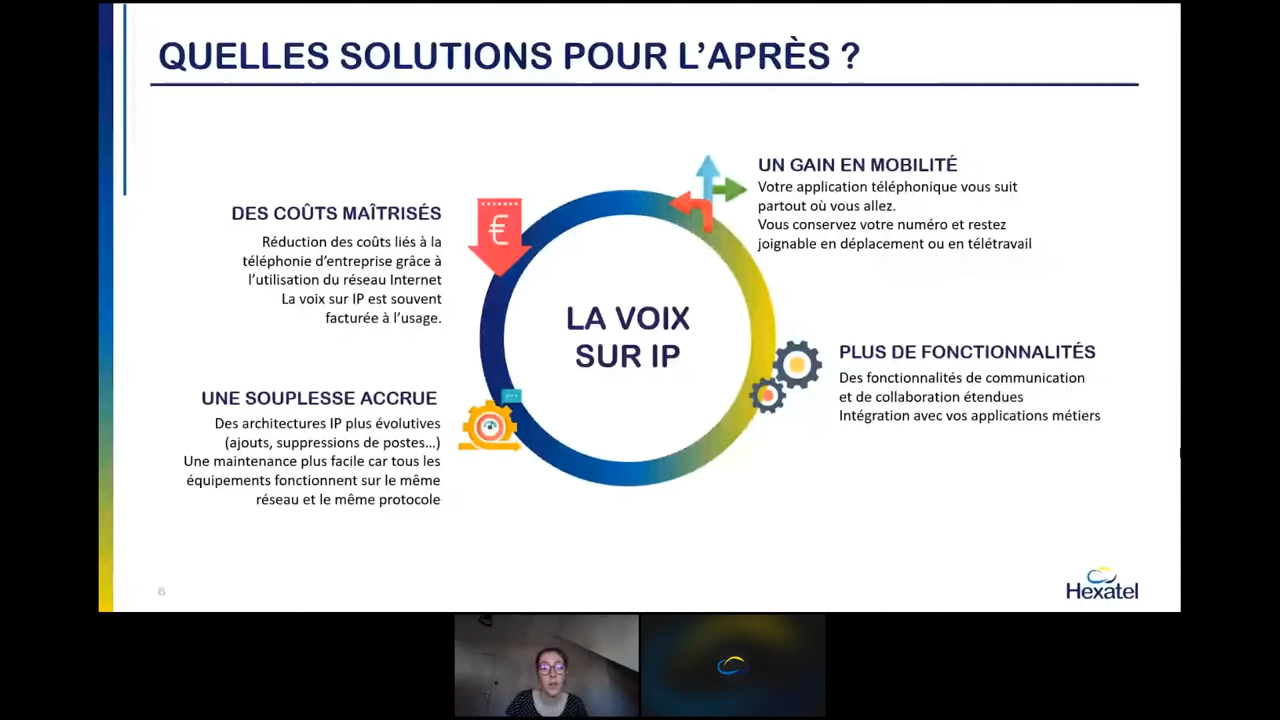 QUELLES SOLUTIONS POUR L’APRÈS ?
DES COÛTS MAÎTRISÉS
Réduction des coûts liés à la
téléphonie d’entreprise grâce à
l’utilisation du réseau Internet
La voix sur IP est souvent
facturée à l’usage.
UN GAIN EN MOBILITÉ
Votre application téléphonique vous suit
partout où vous allez.
Vous conservez votre numéro et restez
joignable en déplacement ou en télétravail
LA VOIX
SUR IP
UNE SOUPLESSE ACCRUE
Des architectures IP plus évolutives
(ajouts, suppressions de postes…)
Une maintenance plus facile car tous les
équipements fonctionnent sur le même
réseau et le même protocole
PLUS DE FONCTIONNALITÉS
Des fonctionnalités de communication
et de collaboration étendues
Intégration avec vos applications métiers
€
6
Hexatel